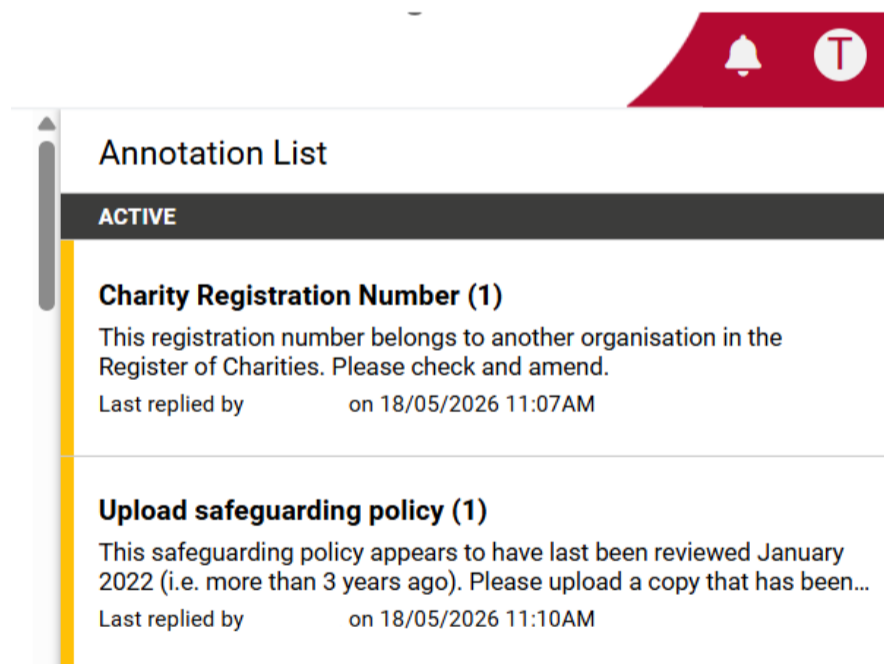 T
Annotation List
ACTIVE
Charity Registration Number (1)
This registration number belongs to another organisation in the
Register of Charities. Please check and amend.
Last replied by on 18/05/2026 11:07AM
Upload safeguarding policy (1)
This safeguarding policy appears to have last been reviewed January
2022 (i.e. more than 3 years ago). Please upload a copy that has been...
Last replied by on 18/05/2026 11:10AM